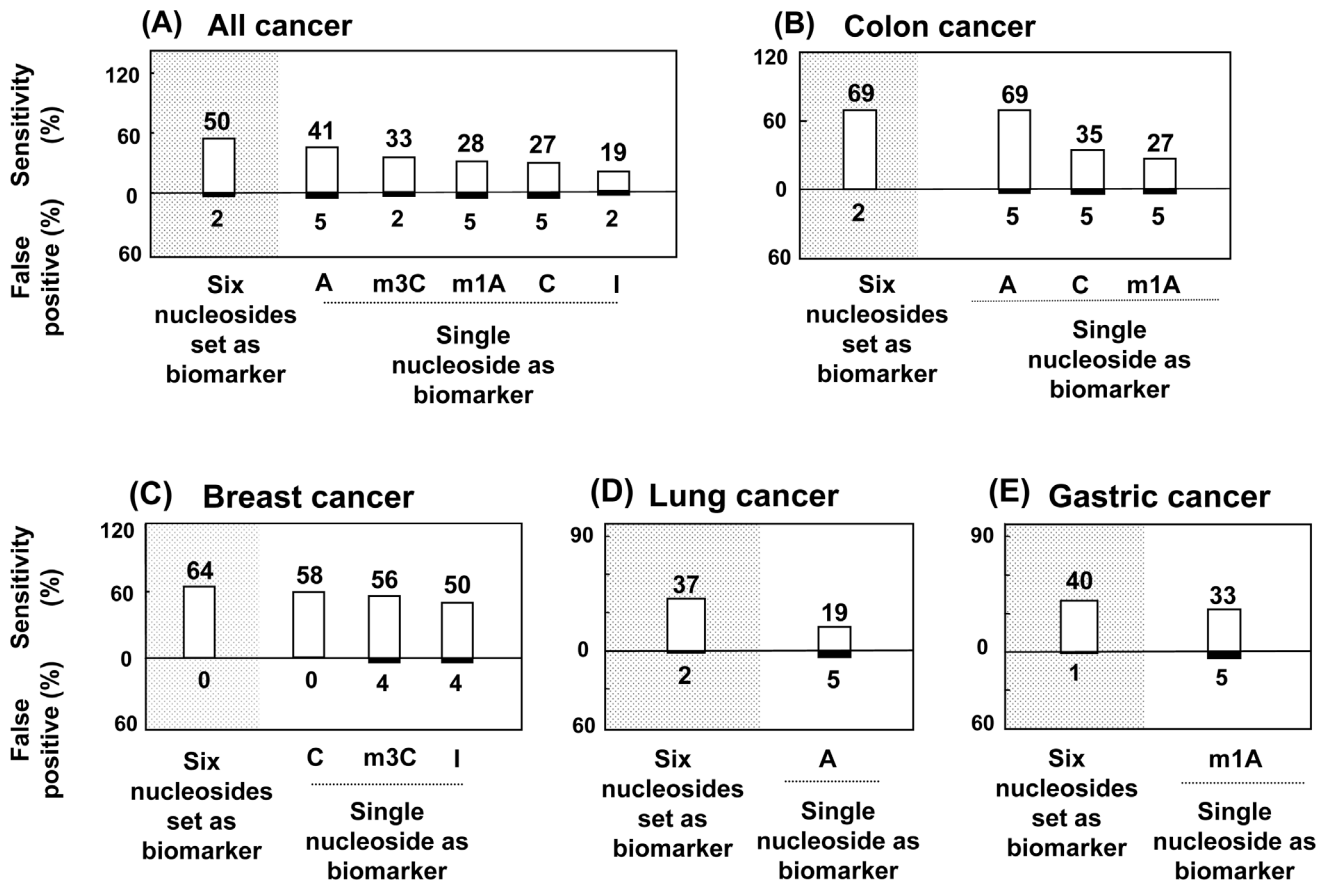 (A) All cancer
Sensitivity
(%)
False
positive (%)
120
60
0
60
50
41
33
28
27
19
2
5
2
5
5
2
Six
nucleosides
set as
biomarker
A m3C m1A C I
Single
nucleoside as
biomarker
(B) Colon cancer
120
60
0
60
69
69
35
27
2
5
5
5
Six
nucleosides
set as
biomarker
A C m1A
Single
nucleoside as
biomarker
(C) Breast cancer
Sensitivity
(%)
False
positive (%)
120
60
0
60
64
58
56
50
0
0
4
4
Six
nucleosides
set as
biomarker
C m3C I
Single
nucleoside as
biomarker
(D) Lung cancer
90
0
60
37
19
2
5
Six
nucleosides
set as
biomarker
A
Single
nucleoside as
biomarker
(E) Gastric cancer
90
0
60
40
33
1
5
Six
nucleosides
set as
biomarker
m1A
Single
nucleoside as
biomarker